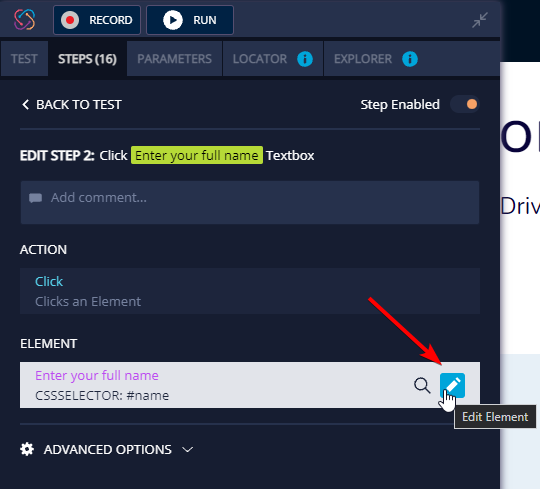 RECORD RUN
TEST STEPS (16) PARAMETERS LOCATOR i EXPLORER i
BACK TO TEST Step Enabled
EDIT STEP 2: Click Enter your full name Textbox
Add comment...
ACTION
Click
Clicks an Element
ELEMENT
Enter your full name
CSSSELECTOR: #name
Edit Element
ADVANCED OPTIONS
Driv